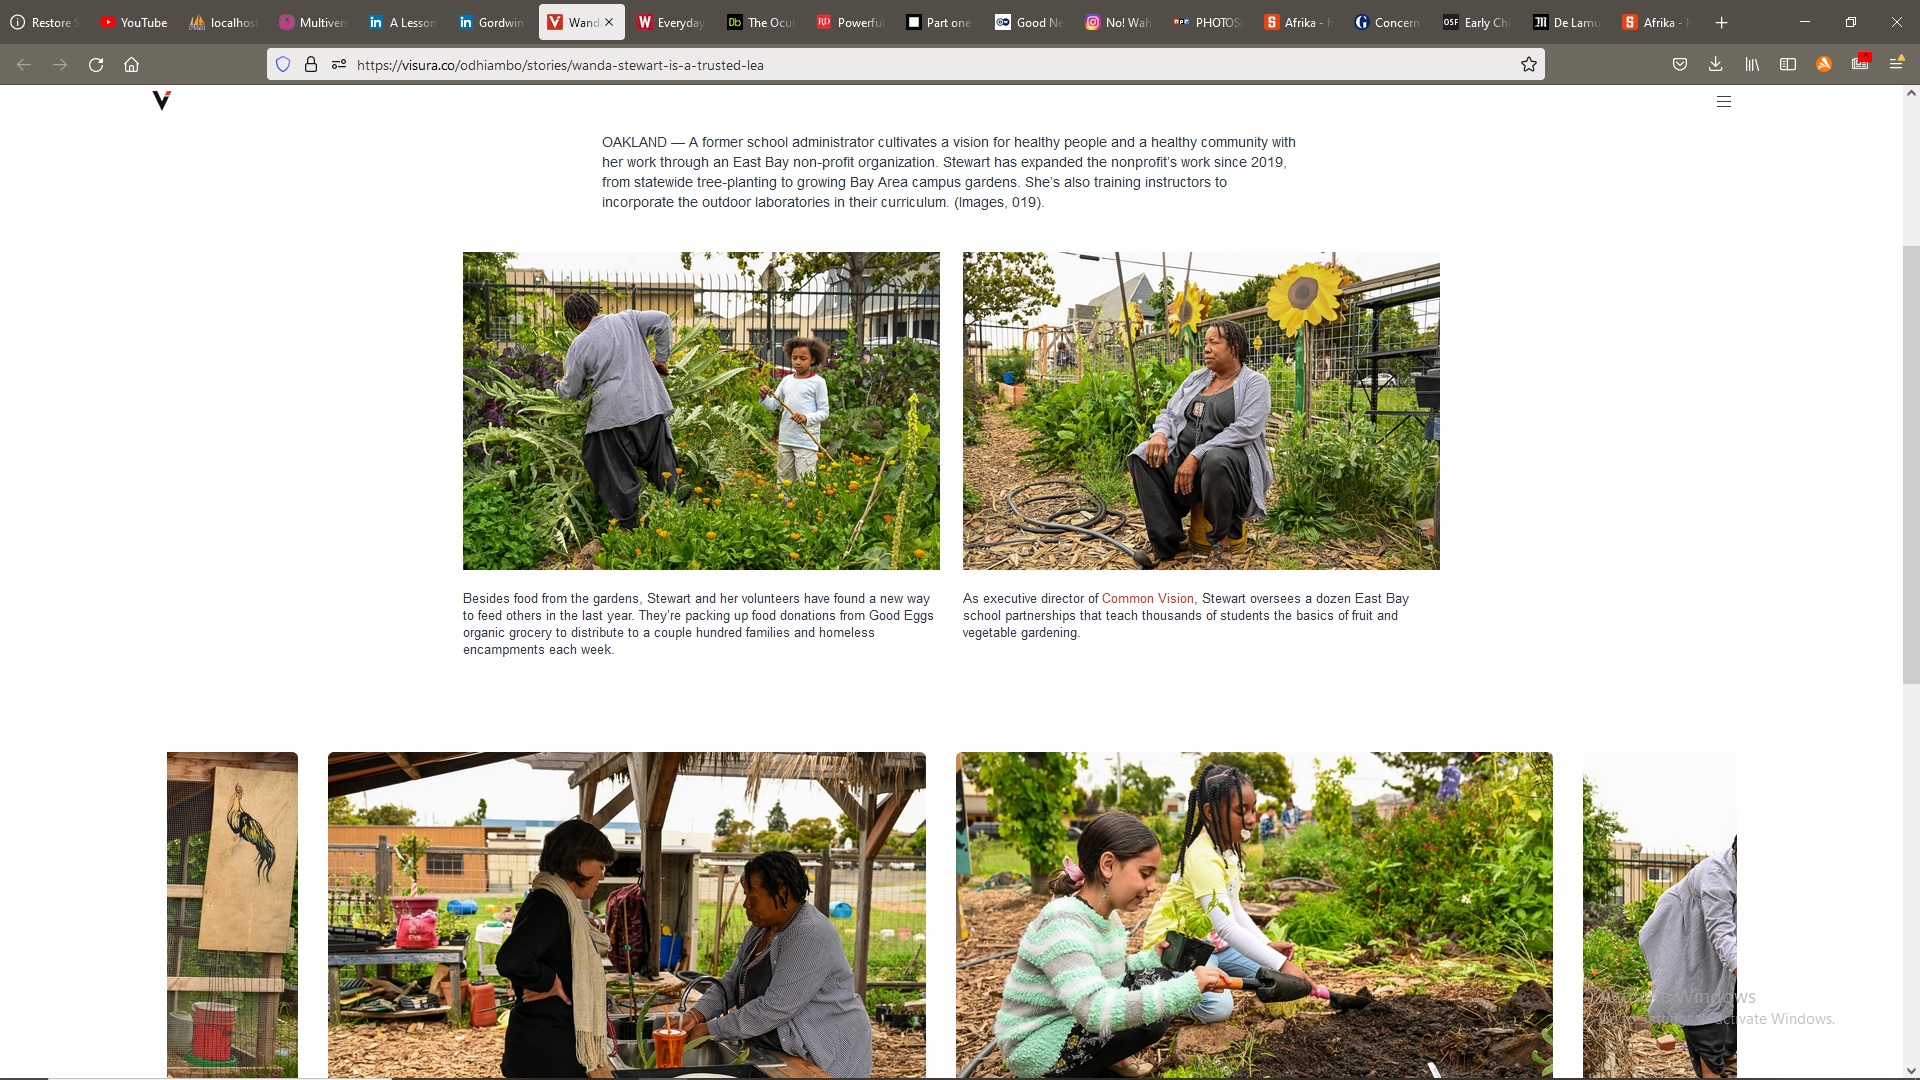 Restore S
YouTube
localhos
Multivers
A Lesson
Gordwin
Wand
Everyday
The Ocul
Powerful
Part one
Good Ne
No! Wah
PHOTOS
Afrika - h
Concern
Early Chi
De Lamu
Afrika - h
https://visura.co/odhiambo/stories/wanda-stewart-is-a-trusted-lea
OAKLAND — A former school administrator cultivates a vision for healthy people and a healthy community with
her work through an East Bay non-profit organization. Stewart has expanded the nonprofit's work since 2019,
from statewide tree-planting to growing Bay Area campus gardens. She's also training instructors to
incorporate the outdoor laboratories in their curriculum. (Images, 019).
Besides food from the gardens, Stewart and her volunteers have found a new way
to feed others in the last year. They're packing up food donations from Good Eggs
organic grocery to distribute to a couple hundred families and homeless
encampments each week.
As executive director of Common Vision, Stewart oversees a dozen East Bay
school partnerships that teach thousands of students the basics of fruit and
vegetable gardening.
Windows
activate Windows.